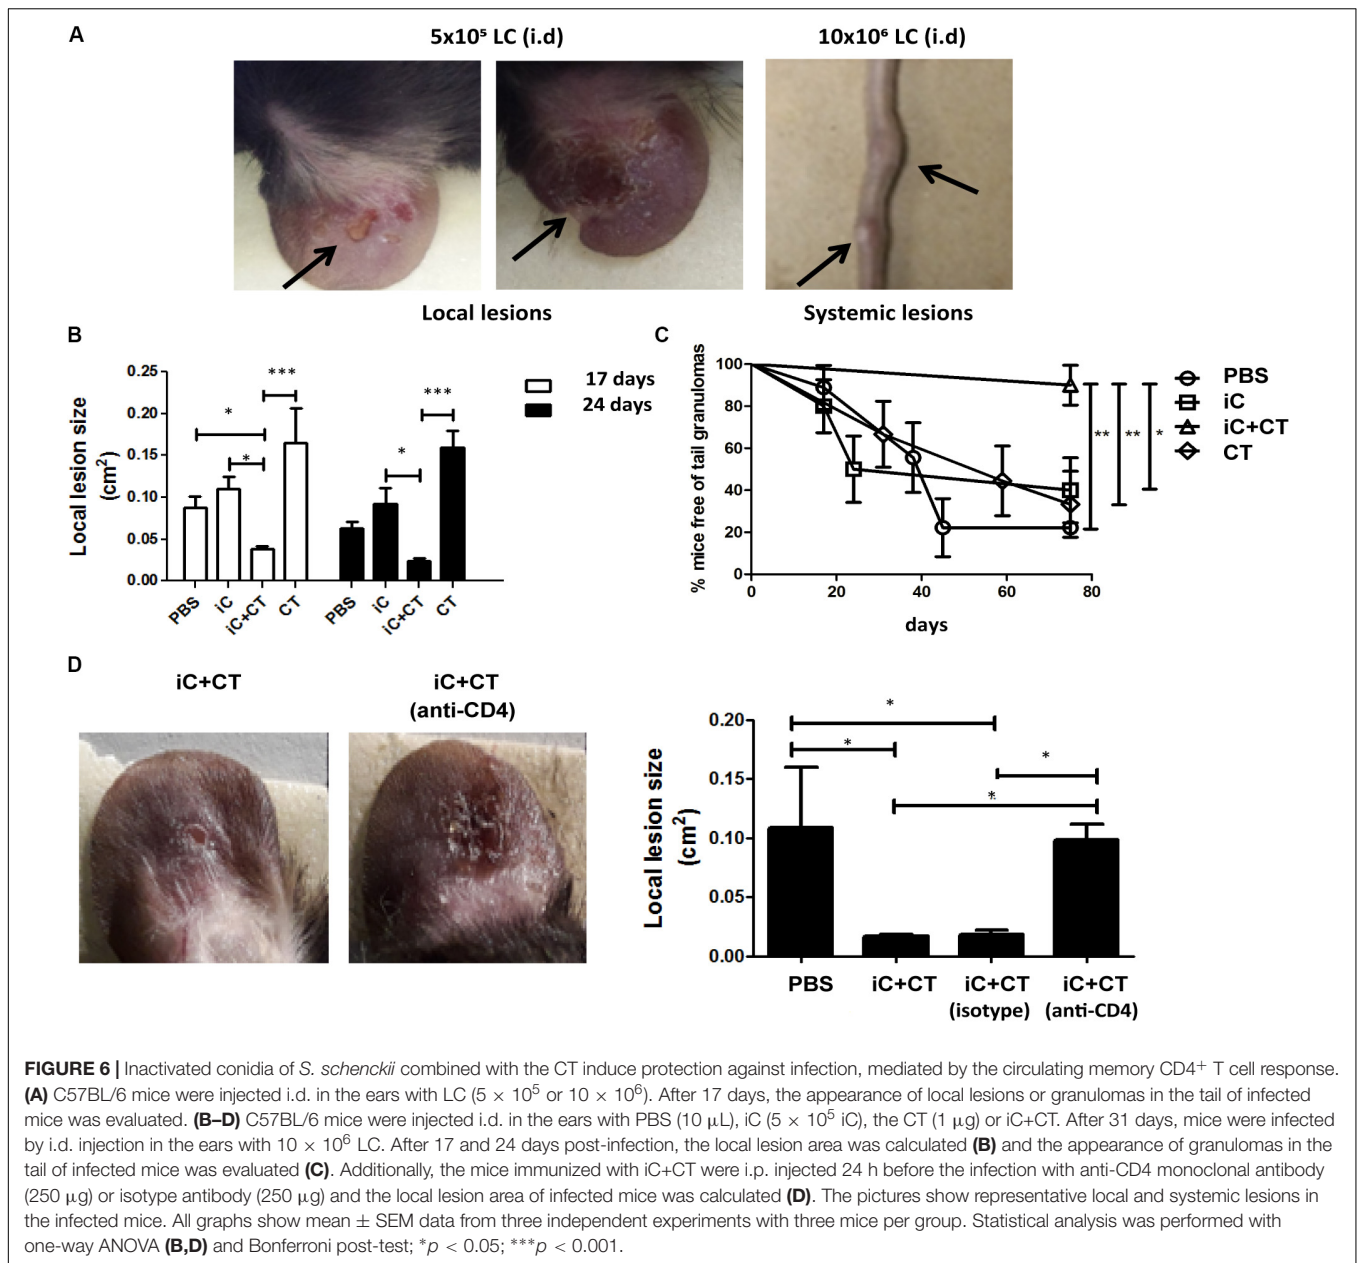 A
5x10⁵ LC (i.d)
10x10⁶ LC (i.d)
Local lesions
Systemic lesions
B
Local lesion size
(cm²)
0.25
0.20
0.15
0.10
0.05
0.00
*
*
***
*
***
PBS
iC
iC+CT
CT
PBS
iC
iC+CT
CT
17 days
24 days
C
% mice free of tail granulomas
100
80
60
40
20
0
0
20
40
60
80
days
**
**
*
PBS
iC
iC+CT
CT
D
iC+CT
iC+CT
(anti-CD4)
Local lesion size
(cm²)
0.20
0.15
0.10
0.05
0.00
*
*
*
*
PBS
iC+CT
iC+CT
(isotype)
iC+CT
(anti-CD4)
FIGURE 6 | Inactivated conidia of S. schenckii combined with the CT induce protection against infection, mediated by the circulating memory CD4⁺ T cell response.
(A) C57BL/6 mice were injected i.d. in the ears with LC (5 × 10⁵ or 10 × 10⁶). After 17 days, the appearance of local lesions or granulomas in the tail of infected
mice was evaluated. (B–D) C57BL/6 mice were injected i.d. in the ears with PBS (10 μL), iC (5 × 10⁵ iC), the CT (1 μg) or iC+CT. After 31 days, mice were infected
by i.d. injection in the ears with 10 × 10⁶ LC. After 17 and 24 days post-infection, the local lesion area was calculated (B) and the appearance of granulomas in the
tail of infected mice was evaluated (C). Additionally, the mice immunized with iC+CT were i.p. injected 24 h before the infection with anti-CD4 monoclonal antibody
(250 μg) or isotype antibody (250 μg) and the local lesion area of infected mice was calculated (D). The pictures show representative local and systemic lesions in
the infected mice. All graphs show mean ± SEM data from three independent experiments with three mice per group. Statistical analysis was performed with
one-way ANOVA (B,D) and Bonferroni post-test; *p < 0.05; ***p < 0.001.